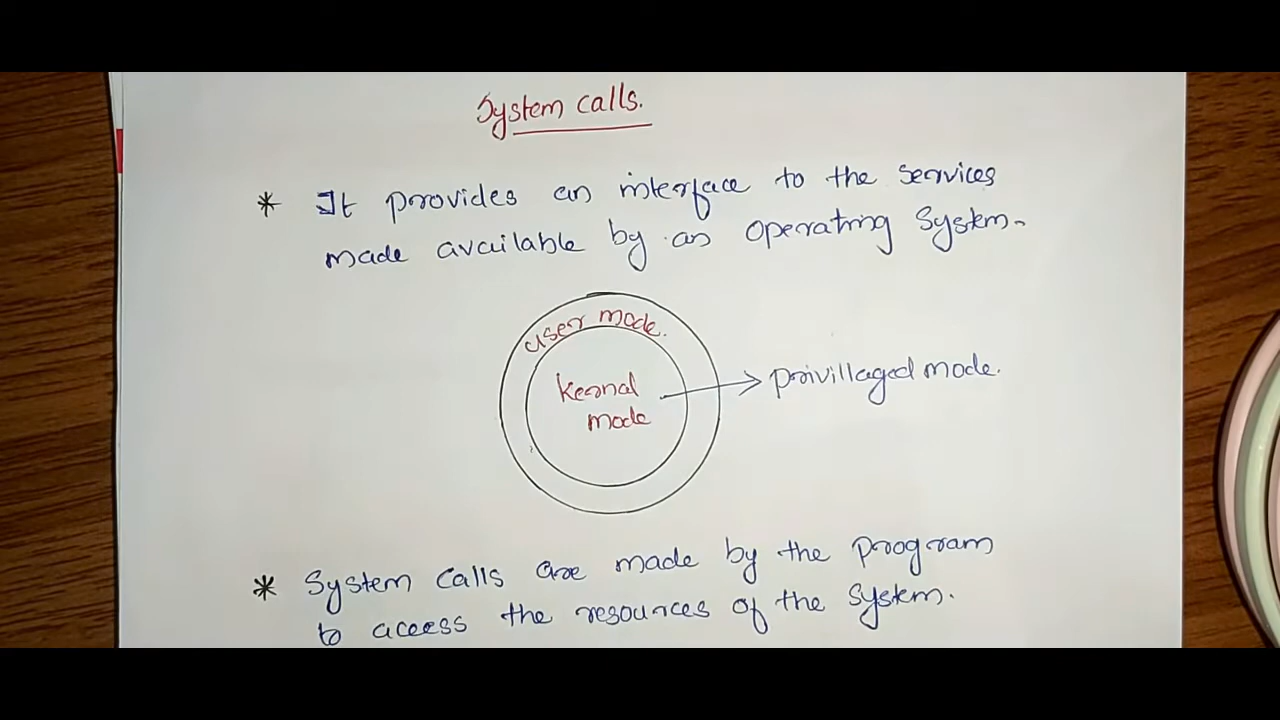 System calls.
* It provides an interface to the services
made available by an operating System.
user mode.
kernal
mode
privillaged mode.
* System calls are made by the program
to aceess the resources of the system.